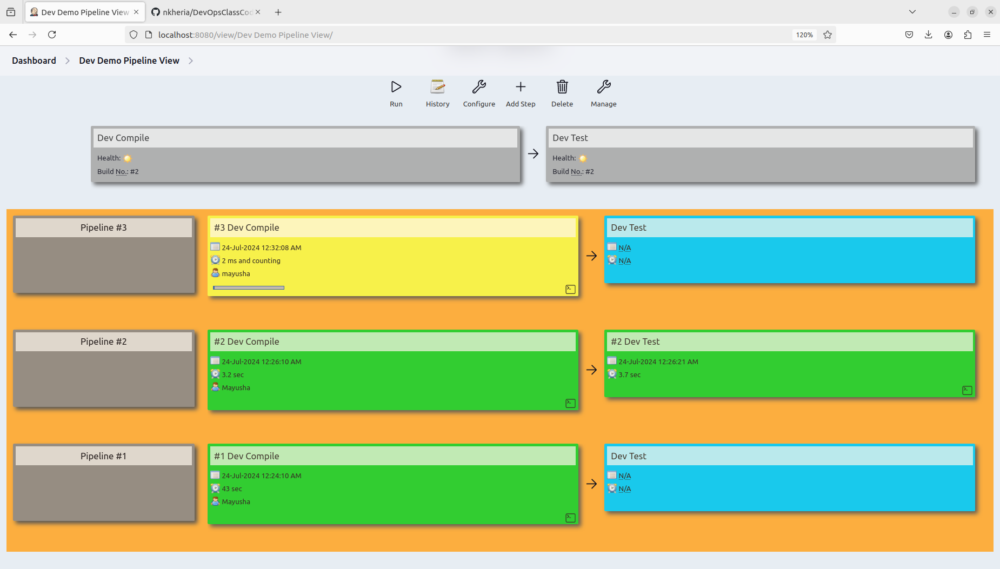 Dev Demo Pipeline View
nkheria/DevOpsClassCod
localhost:8080/view/Dev Demo Pipeline View/
120%
Dashboard
Dev Demo Pipeline View
Run
History
Configure
Add Step
Delete
Manage
Dev Compile
Health:
Build No.: #2
Dev Test
Health:
Build No.: #2
Pipeline #3
#3 Dev Compile
24-Jul-2024 12:32:08 AM
2 ms and counting
mayusha
Dev Test
N/A
N/A
Pipeline #2
#2 Dev Compile
24-Jul-2024 12:26:10 AM
3.2 sec
Mayusha
#2 Dev Test
24-Jul-2024 12:26:21 AM
3.7 sec
Pipeline #1
#1 Dev Compile
24-Jul-2024 12:24:10 AM
43 sec
Mayusha
Dev Test
N/A
N/A